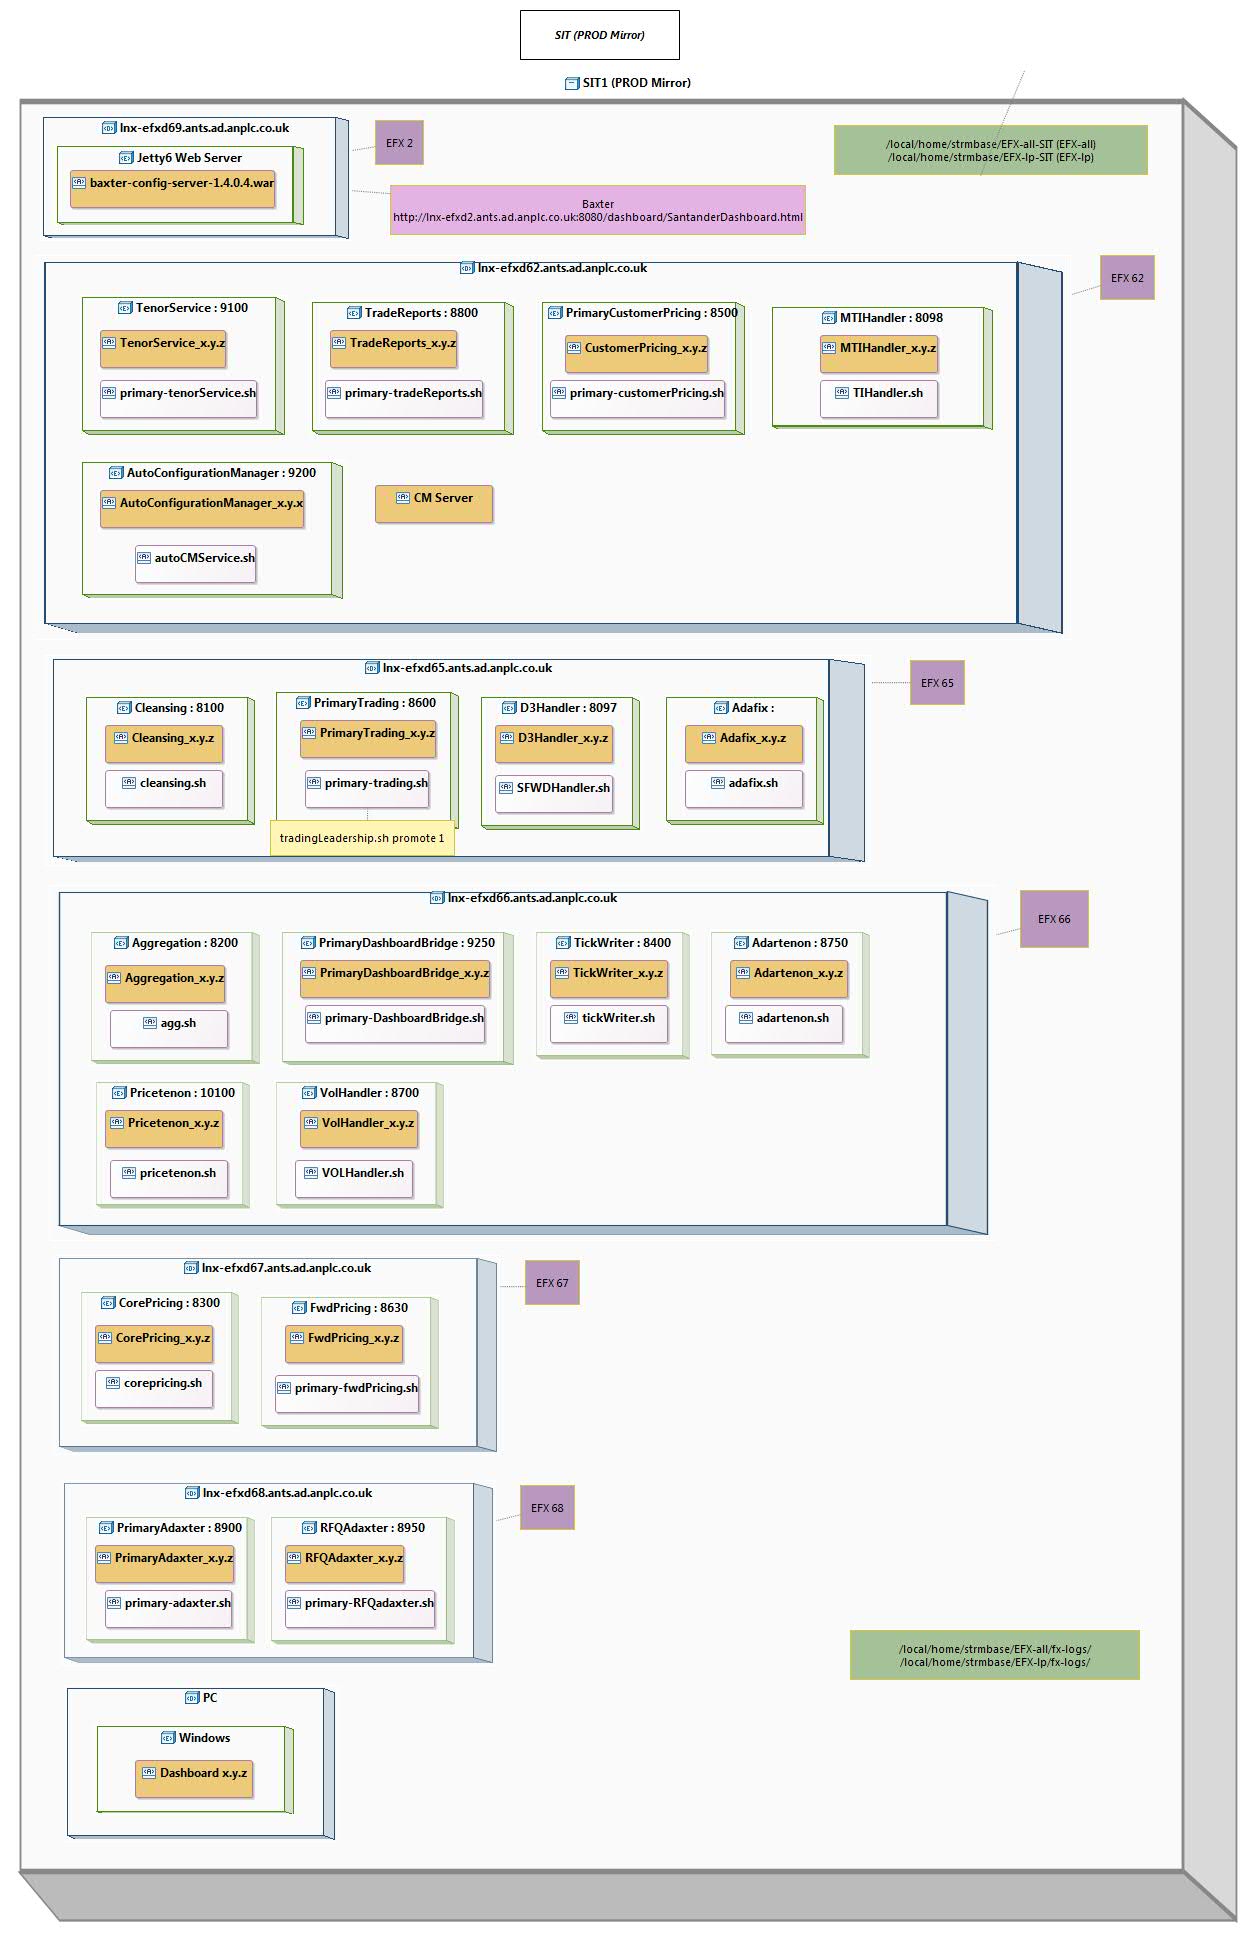 SIT (PROD Mirror)
SIT1 (PROD Mirror)
lnx-efxd69.ants.ad.anplc.co.uk
Jetty6 Web Server
baxter-config-server-1.4.0.4.war
EFX 2
/local/home/strmbase/EFX-all-SIT (EFX-all)
/local/home/strmbase/EFX-lp-SIT (EFX-lp)
Baxter
http://lnx-efxd2.ants.ad.anplc.co.uk:8080/dashboard/SantanderDashboard.html
lnx-efxd62.ants.ad.anplc.co.uk
EFX 62
TenorService : 9100
TenorService_x.y.z
primary-tenorService.sh
TradeReports : 8800
TradeReports_x.y.z
primary-tradeReports.sh
PrimaryCustomerPricing : 8500
CustomerPricing_x.y.z
primary-customerPricing.sh
MTIHandler : 8098
MTIHandler_x.y.z
TIHandler.sh
AutoConfigurationManager : 9200
AutoConfigurationManager_x.y.x
autoCMService.sh
CM Server
lnx-efxd65.ants.ad.anplc.co.uk
EFX 65
Cleansing : 8100
Cleansing_x.y.z
cleansing.sh
PrimaryTrading : 8600
PrimaryTrading_x.y.z
primary-trading.sh
tradingLeadership.sh promote 1
D3Handler : 8097
D3Handler_x.y.z
SFWDHandler.sh
Adafix :
Adafix_x.y.z
adafix.sh
lnx-efxd66.ants.ad.anplc.co.uk
EFX 66
Aggregation : 8200
Aggregation_x.y.z
agg.sh
PrimaryDashboardBridge : 9250
PrimaryDashboardBridge_x.y.z
primary-DashboardBridge.sh
TickWriter : 8400
TickWriter_x.y.z
tickWriter.sh
Adartenon : 8750
Adartenon_x.y.z
adartenon.sh
Pricetenon : 10100
Pricetenon_x.y.z
pricetenon.sh
VolHandler : 8700
VolHandler_x.y.z
VOLHandler.sh
lnx-efxd67.ants.ad.anplc.co.uk
EFX 67
CorePricing : 8300
CorePricing_x.y.z
corepricing.sh
FwdPricing : 8630
FwdPricing_x.y.z
primary-fwdPricing.sh
lnx-efxd68.ants.ad.anplc.co.uk
EFX 68
PrimaryAdaxter : 8900
PrimaryAdaxter_x.y.z
primary-adaxter.sh
RFQAdaxter : 8950
RFQAdaxter_x.y.z
primary-RFQadaxter.sh
/local/home/strmbase/EFX-all/fx-logs/
/local/home/strmbase/EFX-lp/fx-logs/
PC
Windows
Dashboard x.y.z